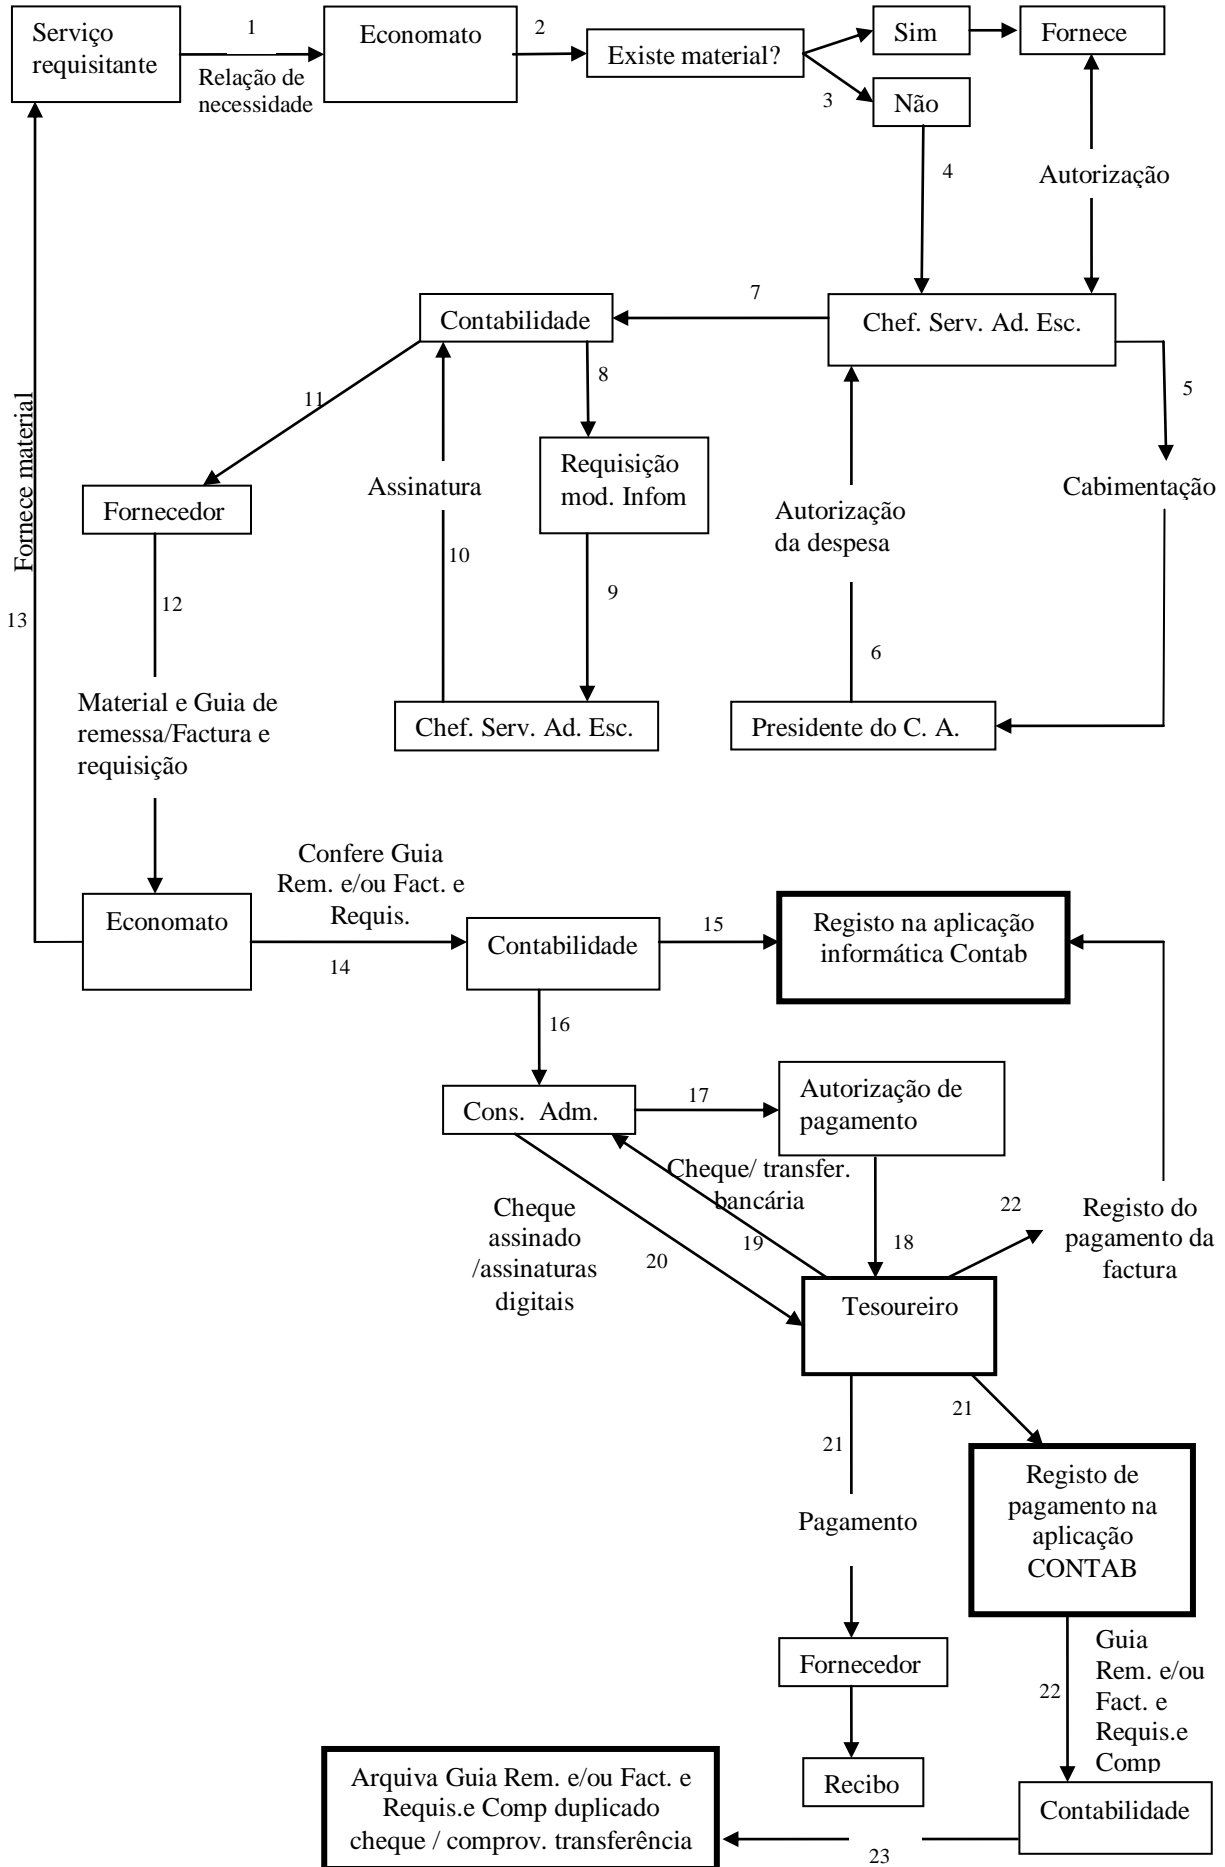 Serviço
requisitante
1
Relação de
necessidade
Economato
2
Existe material?
Sim
Fornece
3
Não
4
Autorização
7
Contabilidade
Chef. Serv. Ad. Esc.
8
5
11
Fornece material
Assinatura
Requisição
mod. Infom
Cabimentação
Fornecedor
Autorização
da despesa
10
9
12
13
6
Material e Guia de
remessa/Factura e
requisição
Chef. Serv. Ad. Esc.
Presidente do C. A.
Confere Guia
Rem. e/ou Fact. e
Requis.
Economato
14
Contabilidade
15
Registo na aplicação
informática Contab
16
Cons. Adm.
17
Autorização de
pagamento
Cheque/ transfer.
bancária
Cheque
assinado
/assinaturas
digitais
19
20
18
22
Registo do
pagamento da
factura
Tesoureiro
21
21
Pagamento
Registo de
pagamento na
aplicação
CONTAB
Fornecedor
22
Guia
Rem. e/ou
Fact. e
Requis.e
Comp
Recibo
Arquiva Guia Rem. e/ou Fact. e
Requis.e Comp duplicado
cheque / comprov. transferência
Contabilidade
23